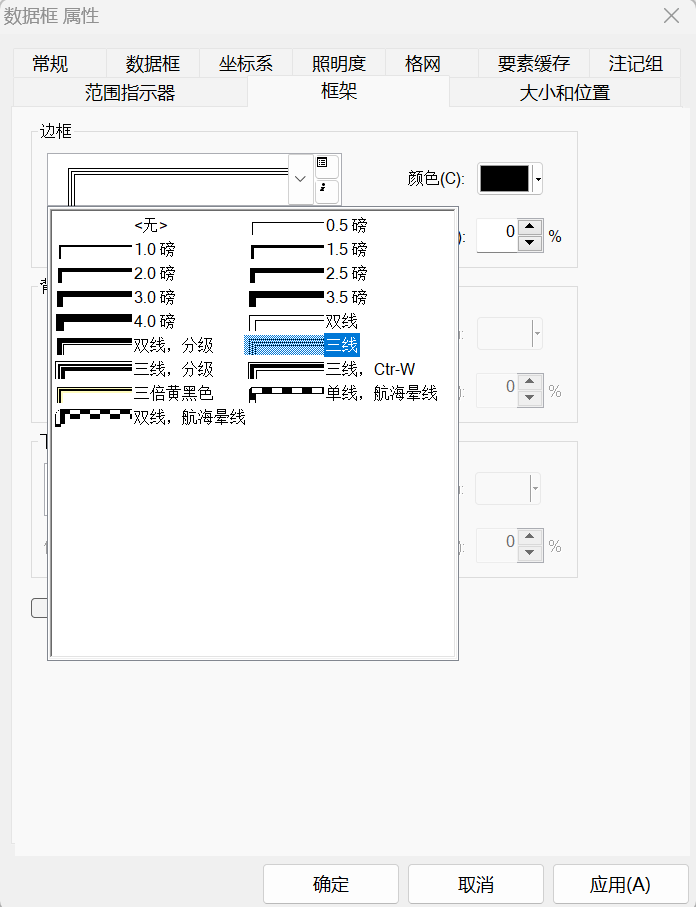 数据框 属性
常规 数据框 坐标系 照明度 格网 要素缓存 注记组
范围指示器 框架 大小和位置
边框
颜色(C):
): 0 %
<无> 0.5 磅
1.0 磅 1.5 磅
2.0 磅 2.5 磅
3.0 磅 3.5 磅
4.0 磅 双线
双线，分级 三线
三线，分级 三线，Ctr-W
三倍黄黑色 单线，航海晕线
双线，航海晕线
): 0 %
): 0 %
确定 取消 应用(A)